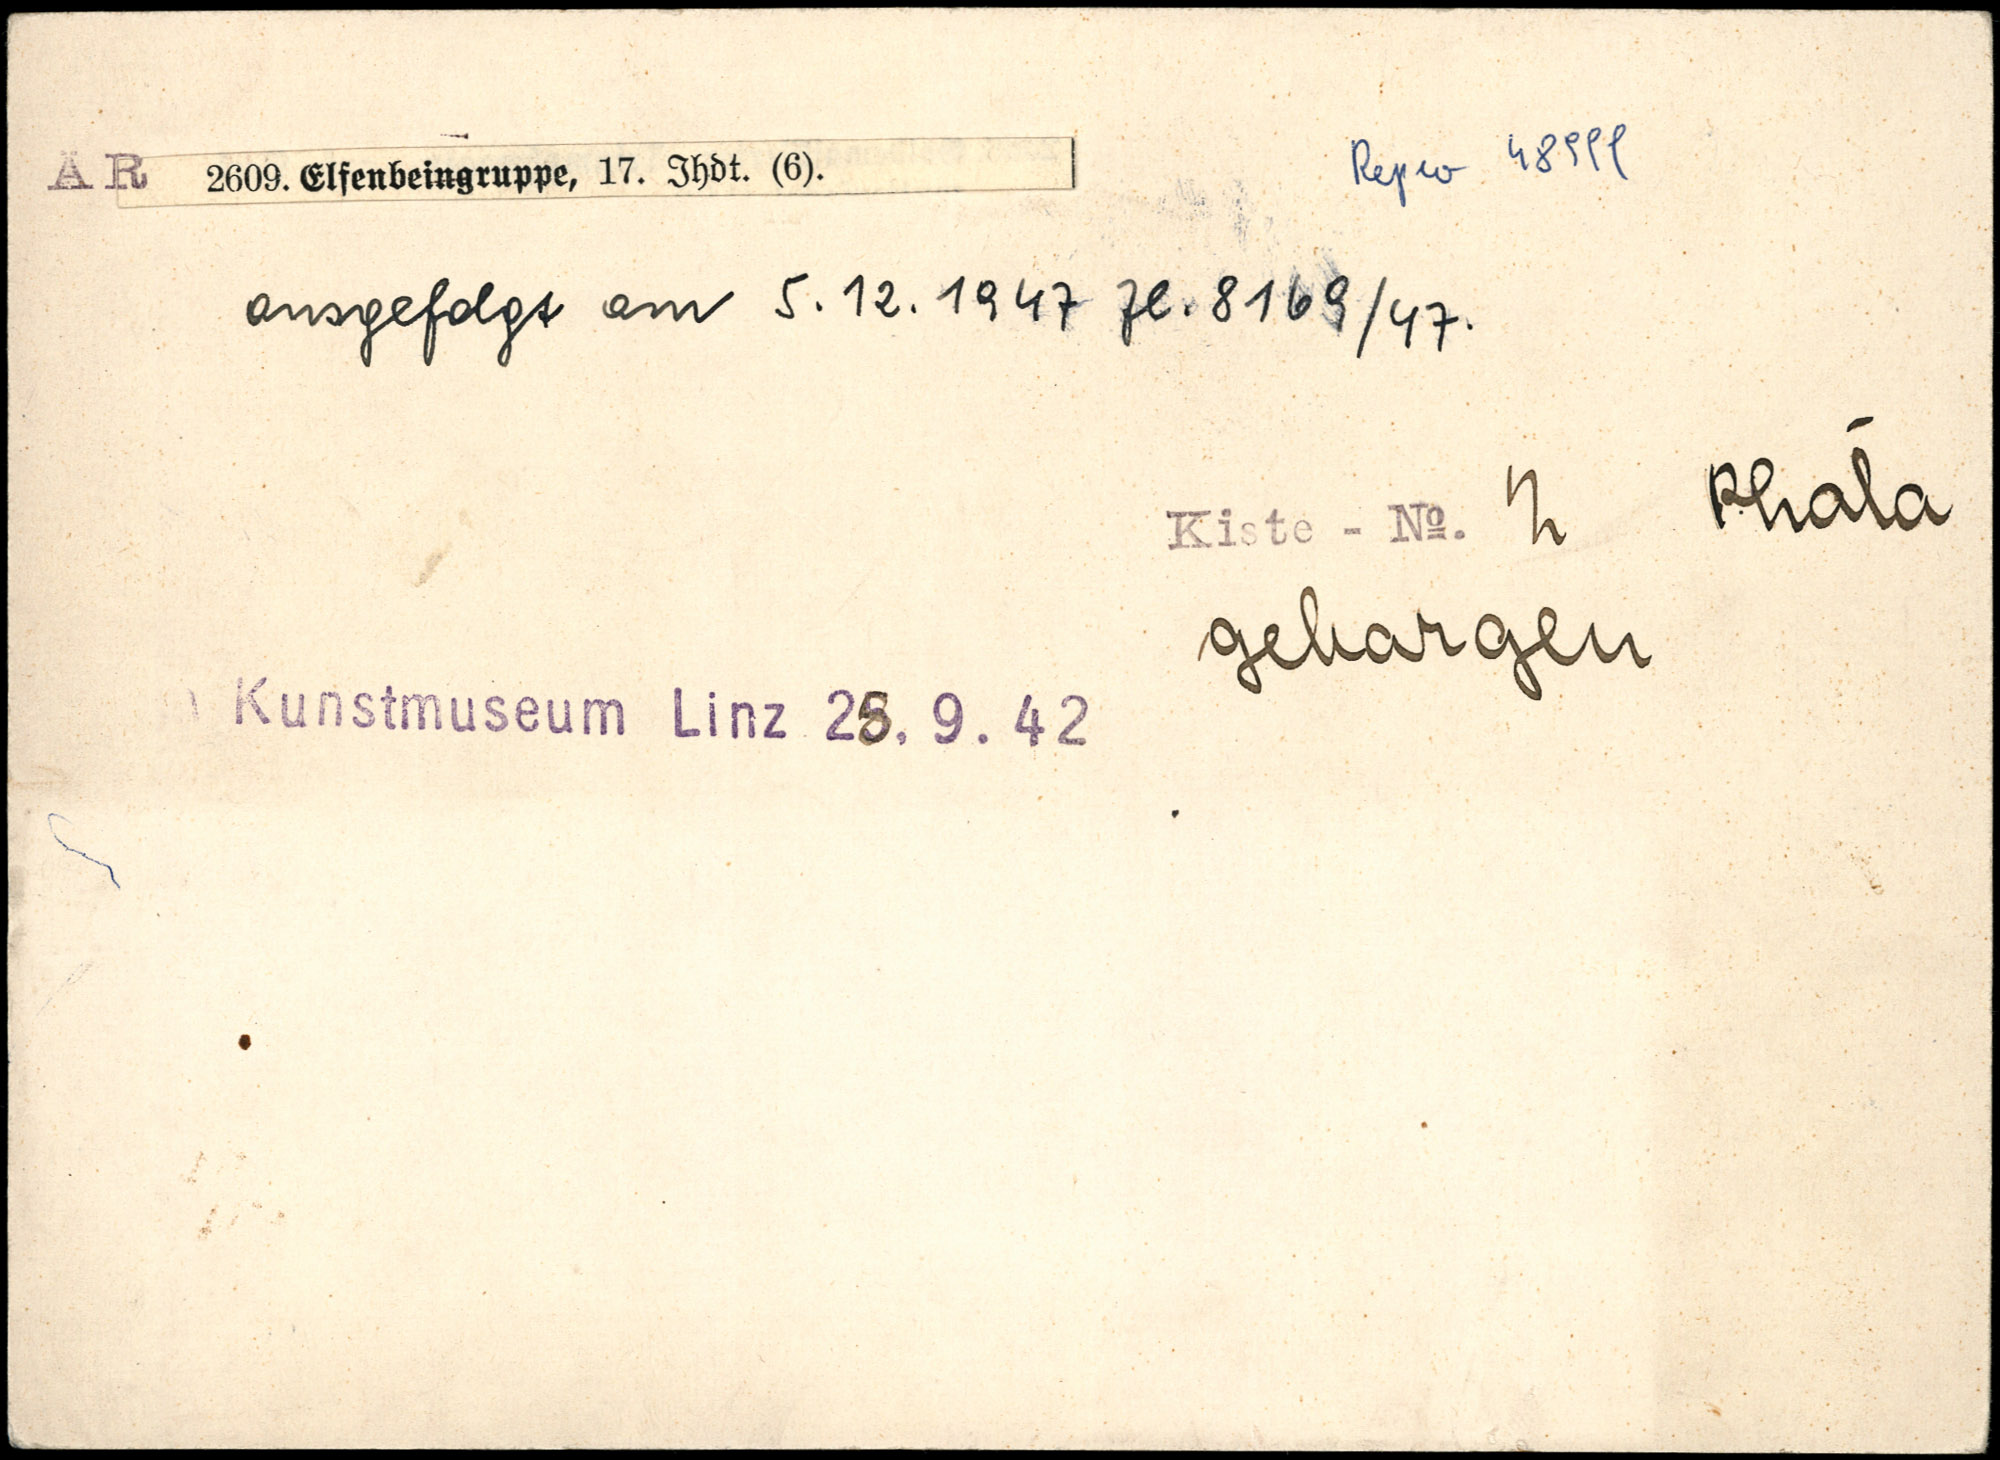 ÄR 2609. Elfenbeingruppe, 17. Jhdt. (6).
Repro 48999
ausgefolgt am 5.12.1947 Zl. 8169/47.
Kiste - No. Thála
geborgen
Kunstmuseum Linz 25. 9. 42